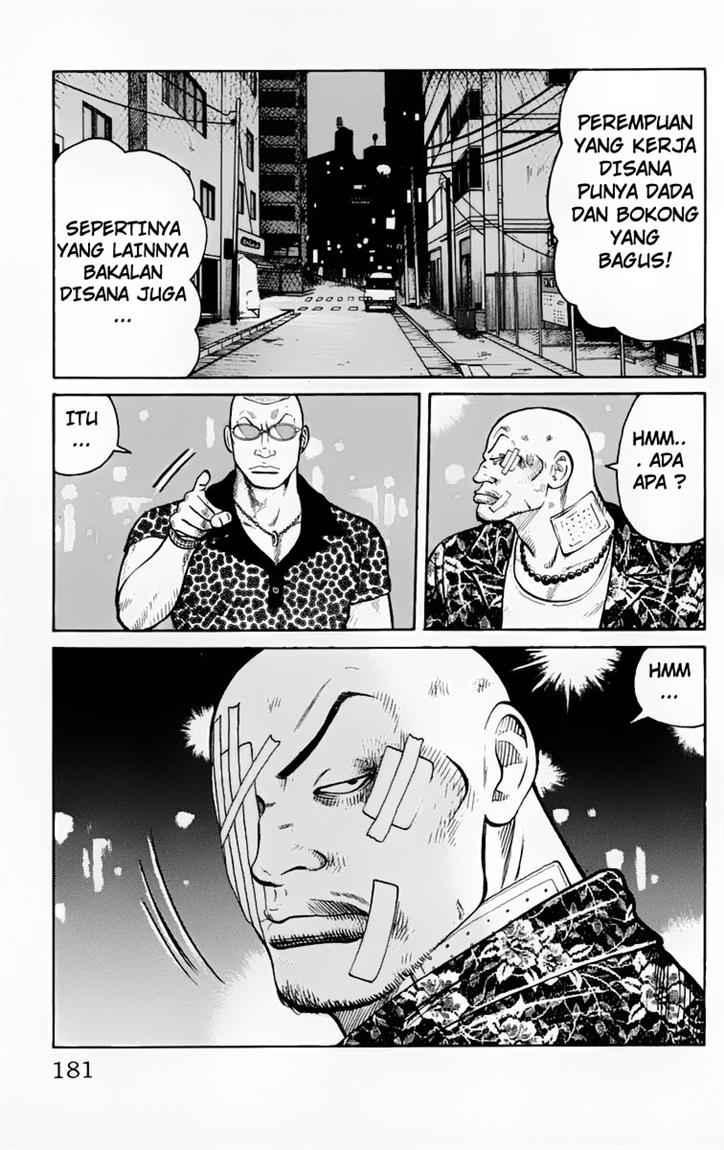 PEREMPUAN
YANG KERJA
DISANA
PUNYA DADA
DAN BOKONG
YANG
BAGUS!
SEPERTINYA
YANG LAINNYA
BAKALAN
DISANA JUGA
...
ITU
...
HMM..
. ADA
APA ?
HMM
...
181